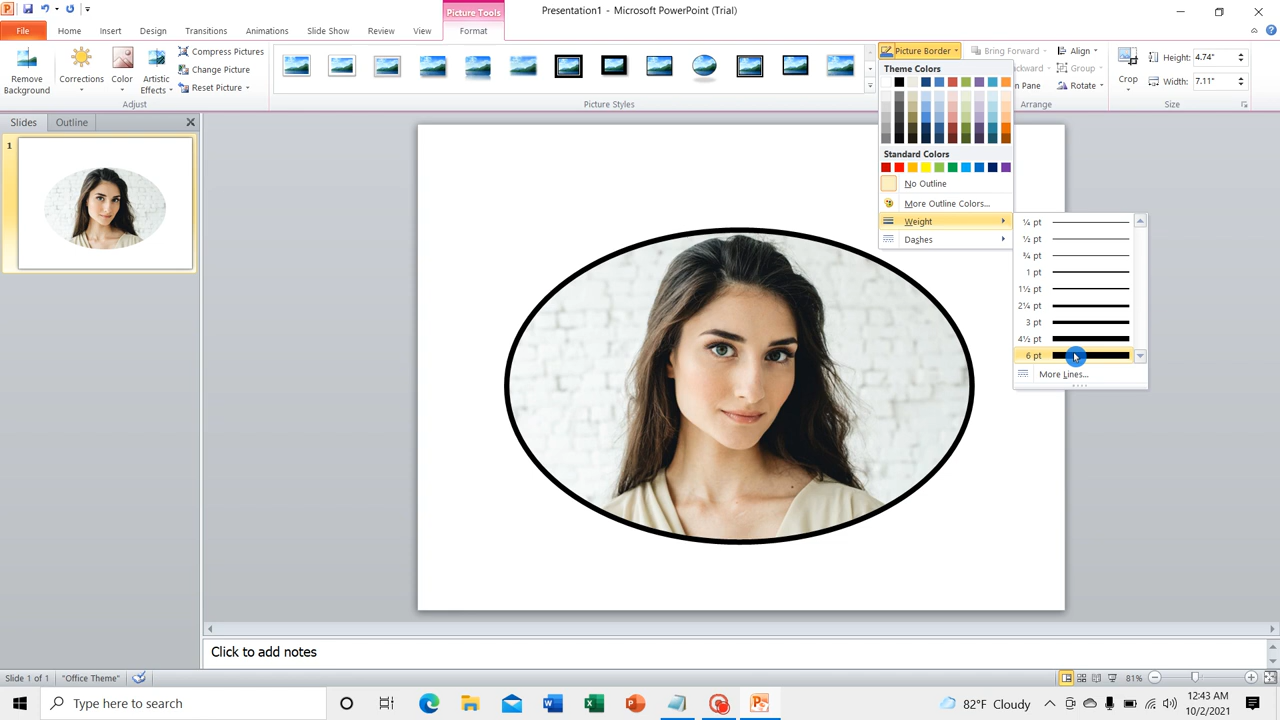 Picture Tools
Presentation1 - Microsoft PowerPoint (Trial)
File Home Insert Design Transitions Animations Slide Show Review View Format
Remove Background
Corrections
Color
Artistic Effects
Compress Pictures
Change Picture
Reset Picture
Adjust
Picture Styles
Picture Border
Bring Forward
Align
Group
Rotate
Arrange
Crop
Height: 4.74"
Width: 7.11"
Size
Theme Colors
Standard Colors
No Outline
More Outline Colors...
Weight
Dashes
¼ pt
½ pt
¾ pt
1 pt
1½ pt
2¼ pt
3 pt
4½ pt
6 pt
More Lines...
Slides Outline
1
Click to add notes
Slide 1 of 1 "Office Theme" 81%
Type here to search
82°F Cloudy
10/2/2021